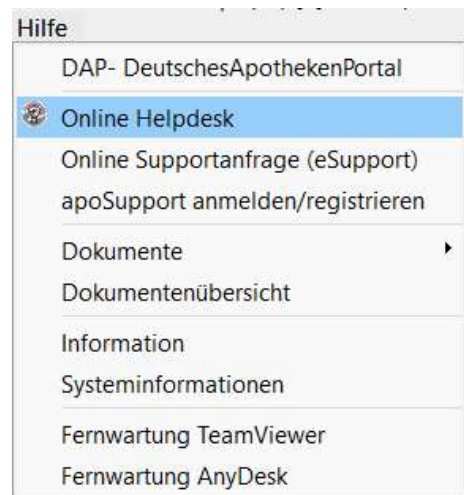 Hilfe
DAP- DeutschesApothekenPortal
Online Helpdesk
Online Supportanfrage (eSupport)
apoSupport anmelden/registrieren
Dokumente
Dokumentenübersicht
Information
Systeminformationen
Fernwartung TeamViewer
Fernwartung AnyDesk